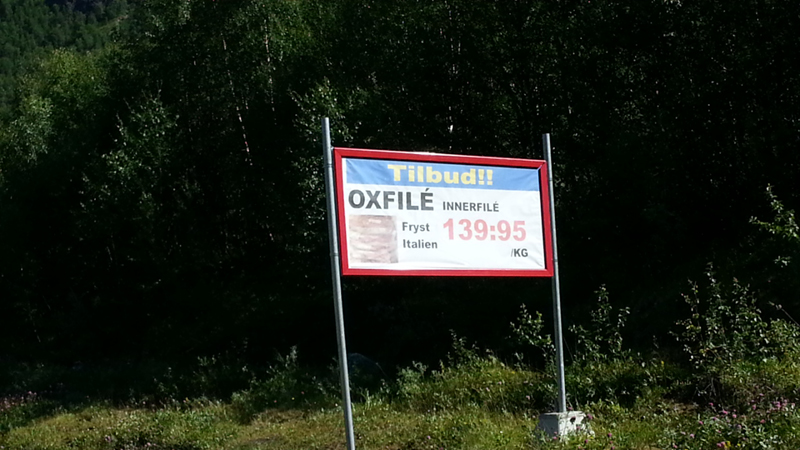 Tilbud!!
OXFILÉ INNERFILÉ
Fryst 139:95
Italien
/KG